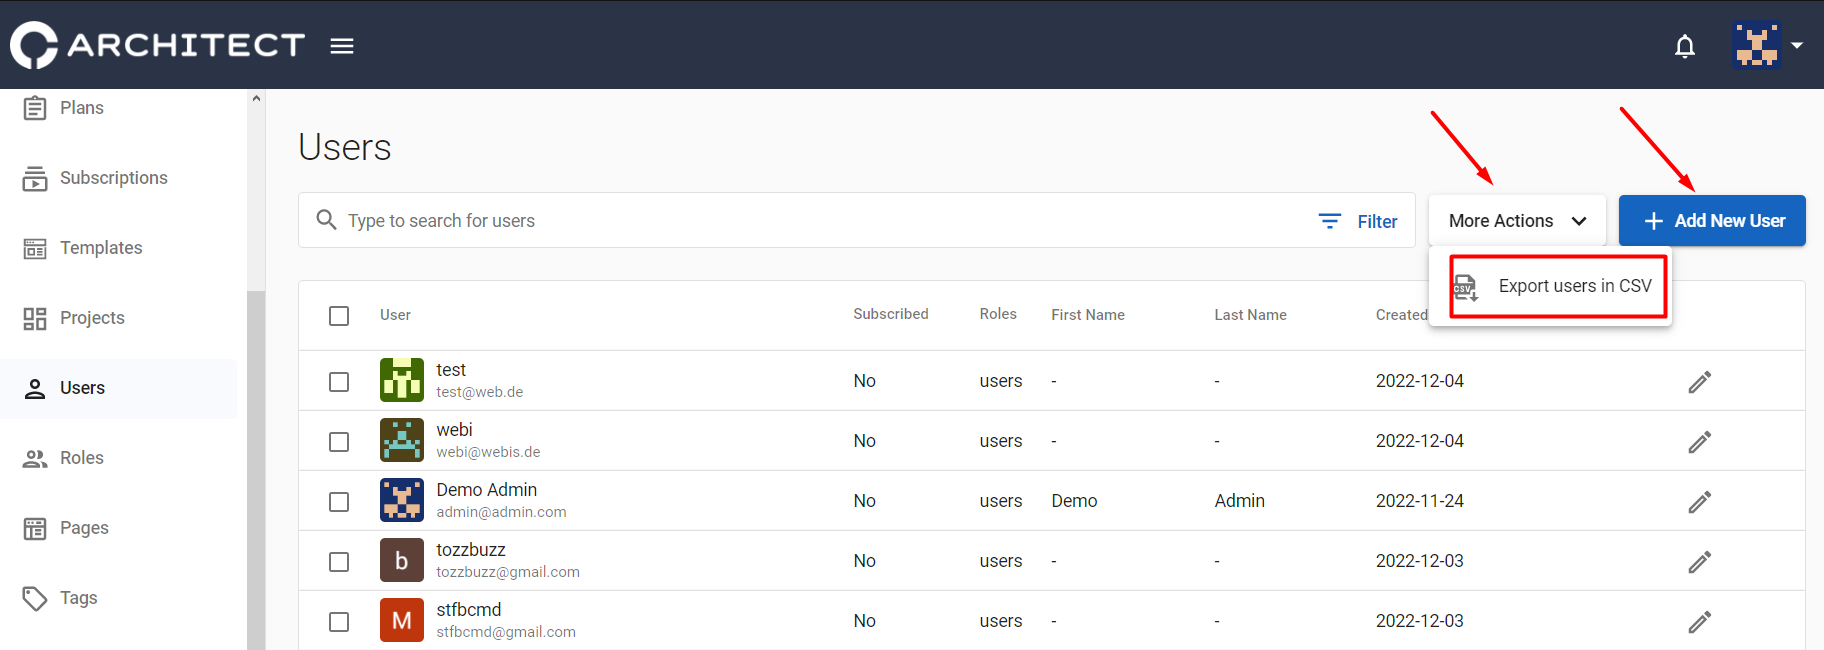 ARCHITECT
Plans
Subscriptions
Templates
Projects
Users
Roles
Pages
Tags
Users
Type to search for users
Filter
More Actions
Add New User
CSV
Export users in CSV
User Subscribed Roles First Name Last Name Created
test
test@web.de
No users - - 2022-12-04
webi
webi@webis.de
No users - - 2022-12-04
Demo Admin
admin@admin.com
No users Demo Admin 2022-11-24
b
tozzbuzz
tozzbuzz@gmail.com
No users - - 2022-12-03
M
stfbcmd
stfbcmd@gmail.com
No users - - 2022-12-03